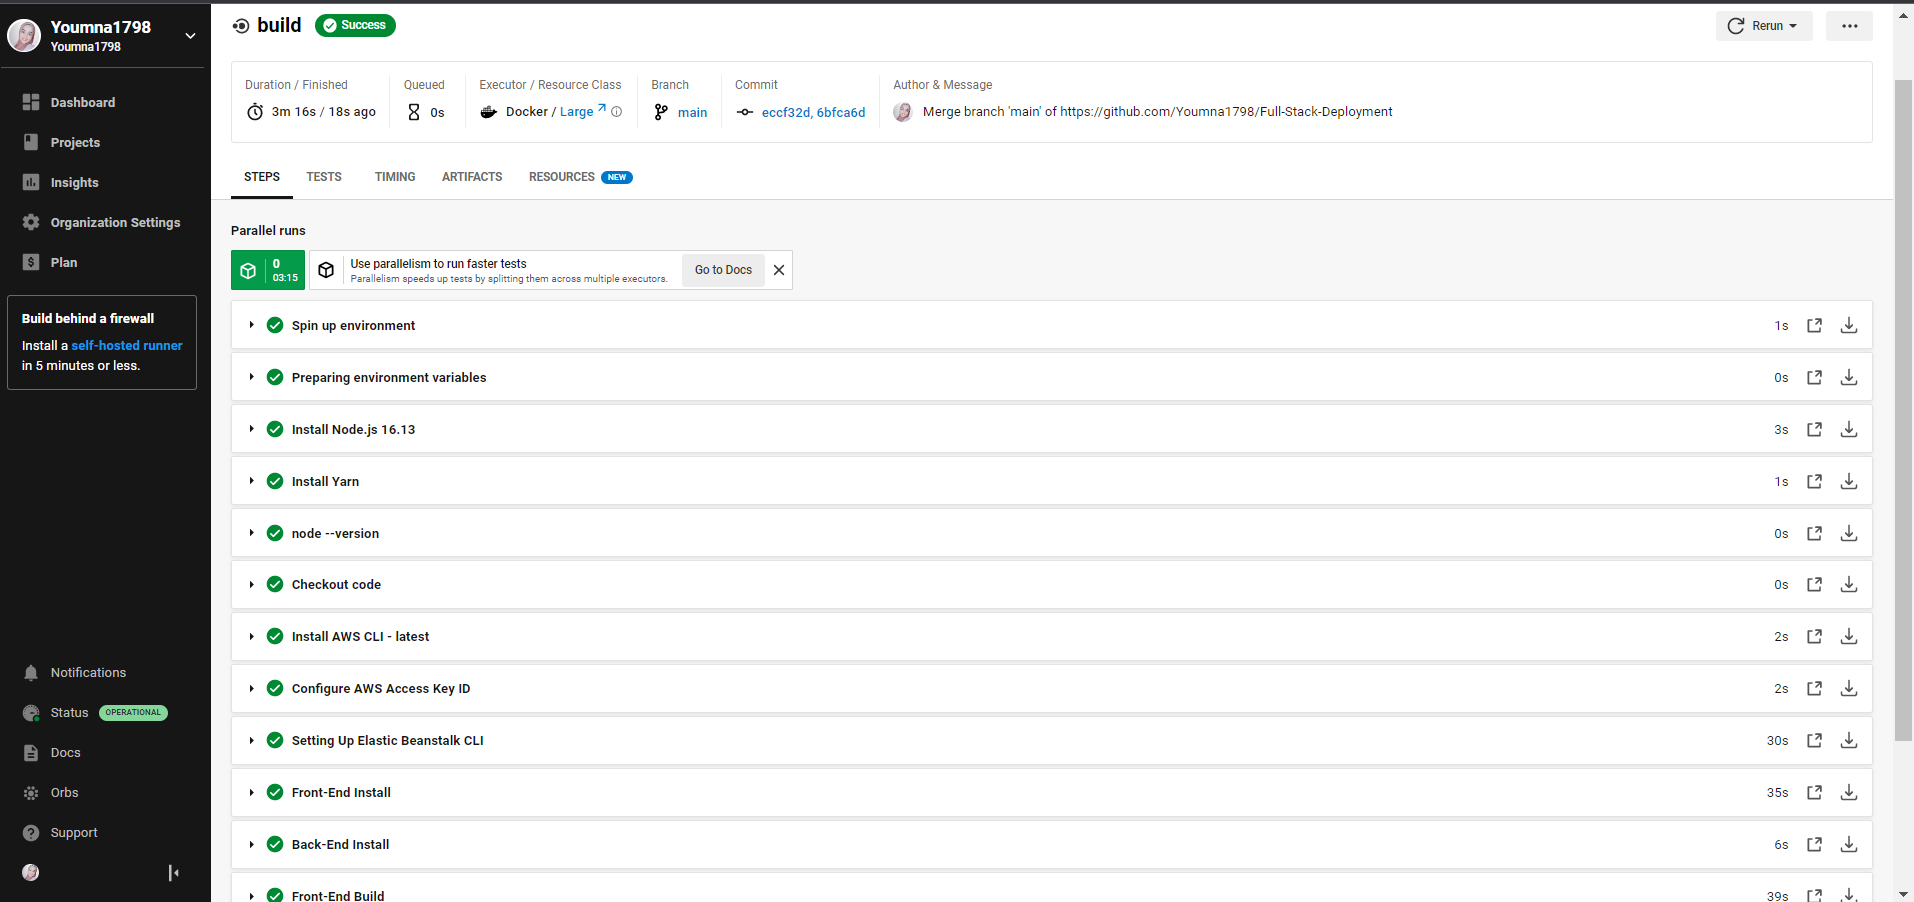 Youmna1798
Youmna1798
Dashboard
Projects
Insights
Organization Settings
Plan
Build behind a firewall
Install a self-hosted runner
in 5 minutes or less.
Notifications
Status OPERATIONAL
Docs
Orbs
Support
build Success
Rerun
Duration / Finished
3m 16s / 18s ago
Queued
0s
Executor / Resource Class
Docker / Large
Branch
main
Commit
eccf32d, 6bfca6d
Author & Message
Merge branch 'main' of https://github.com/Youmna1798/Full-Stack-Deployment
STEPS TESTS TIMING ARTIFACTS RESOURCES NEW
Parallel runs
0
03:15
Use parallelism to run faster tests
Parallelism speeds up tests by splitting them across multiple executors.
Go to Docs
Spin up environment 1s
Preparing environment variables 0s
Install Node.js 16.13 3s
Install Yarn 1s
node --version 0s
Checkout code 0s
Install AWS CLI - latest 2s
Configure AWS Access Key ID 2s
Setting Up Elastic Beanstalk CLI 30s
Front-End Install 35s
Back-End Install 6s
Front-End Build 39s